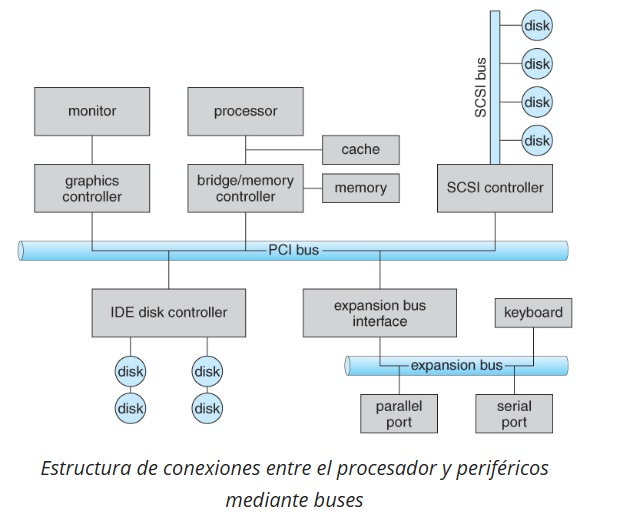 disk
disk
disk
disk
SCSI bus
monitor
processor
cache
graphics
controller
bridge/memory
controller
memory
SCSI controller
PCI bus
IDE disk controller
expansion bus
interface
keyboard
disk
disk
disk
disk
expansion bus
parallel
port
serial
port
Estructura de conexiones entre el procesador y periféricos
mediante buses